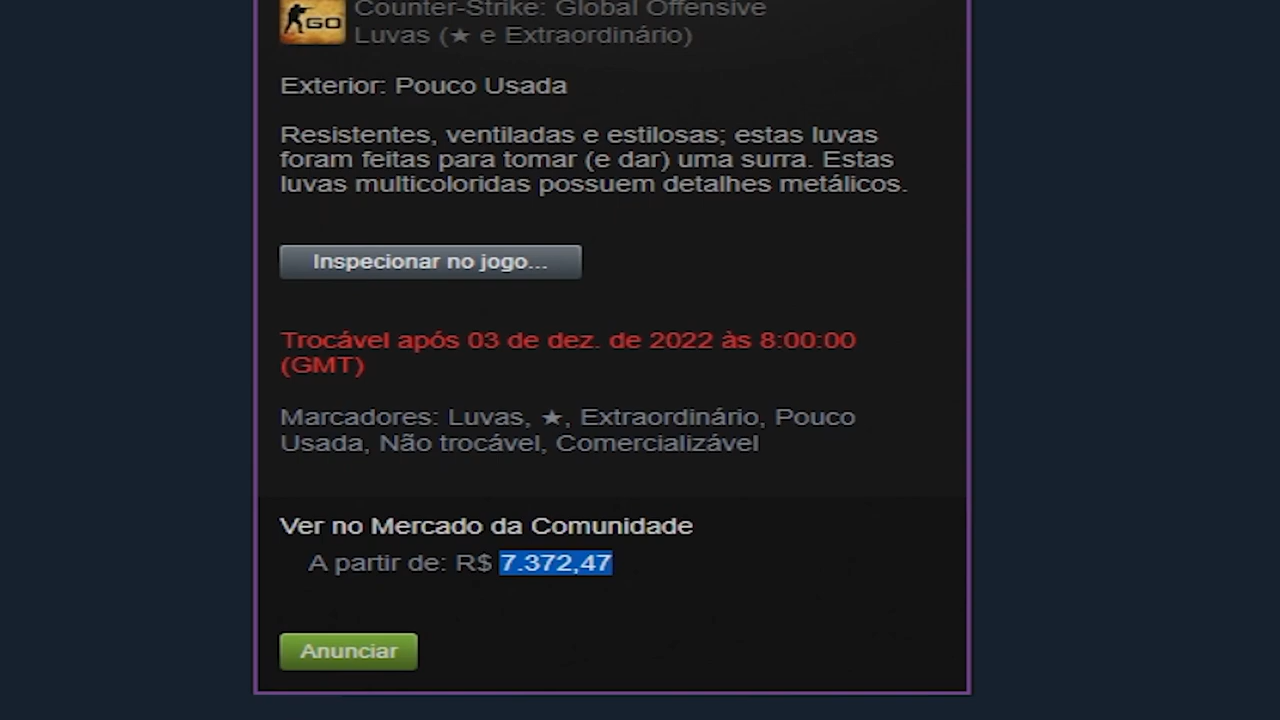 GO
Counter-Strike: Global Offensive
Luvas (★ e Extraordinário)
Exterior: Pouco Usada
Resistentes, ventiladas e estilosas; estas luvas
foram feitas para tomar (e dar) uma surra. Estas
luvas multicoloridas possuem detalhes metálicos.
Inspecionar no jogo...
Trocável após 03 de dez. de 2022 às 8:00:00
(GMT)
Marcadores: Luvas, ★, Extraordinário, Pouco
Usada, Não trocável, Comercializável
Ver no Mercado da Comunidade
A partir de: R$ 7.372,47
Anunciar